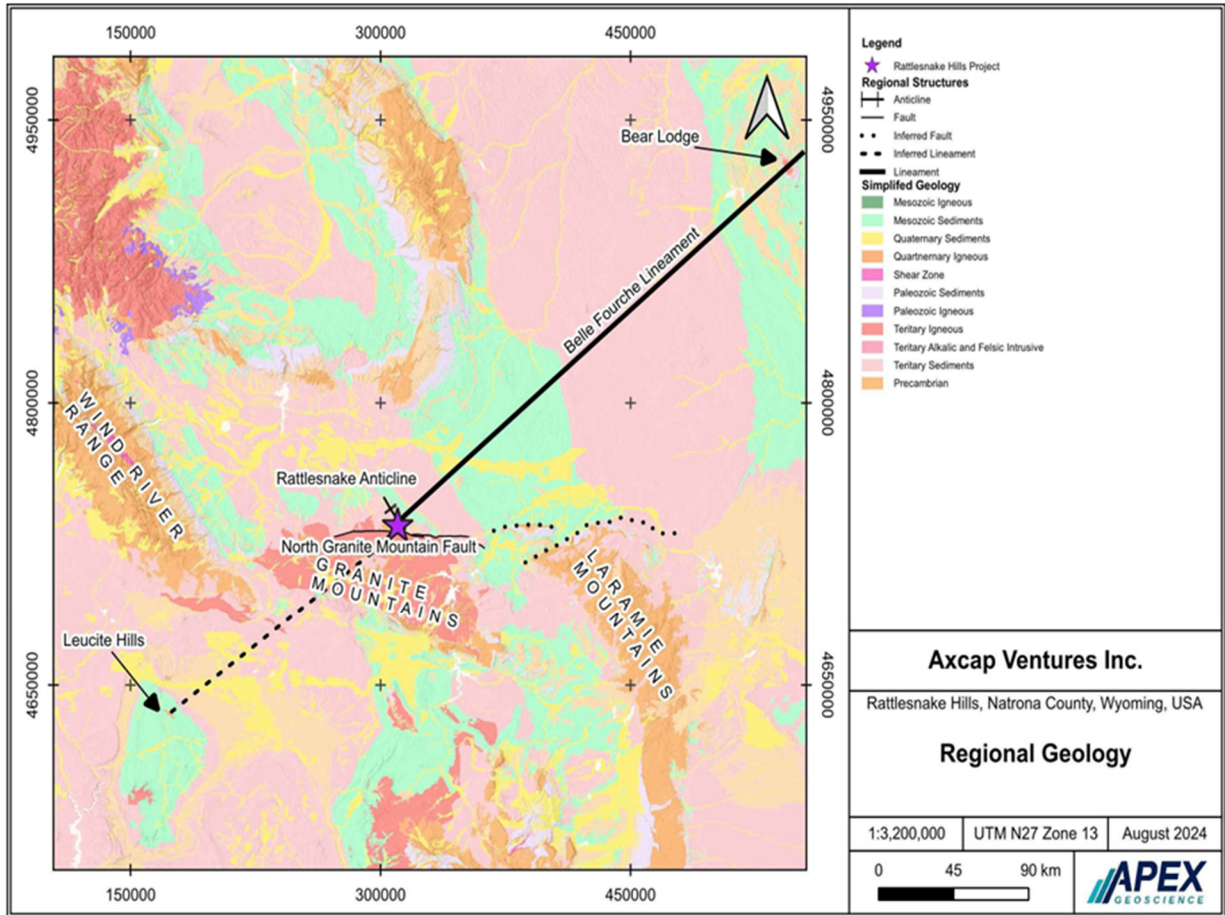 150000
300000
450000
4950000
4950000
4800000
4800000
4650000
4650000
150000
300000
450000
Bear Lodge
Belle Fourche Lineament
WIND RIVER
RANGE
Rattlesnake Anticline
North Granite Mountain Fault
GRANITE
MOUNTAINS
LARAMIE
MOUNTAINS
Leucite Hills
Legend
Rattlesnake Hills Project
Regional Structures
Anticline
Fault
Inferred Fault
Inferred Lineament
Lineament
Simplifed Geology
Mesozoic Igneous
Mesozoic Sediments
Quaternary Sediments
Quartnernary Igneous
Shear Zone
Paleozoic Sediments
Paleozoic Igneous
Teritary Igneous
Teritary Alkalic and Felsic Intrusive
Teritary Sediments
Precambrian
Axcap Ventures Inc.
Rattlesnake Hills, Natrona County, Wyoming, USA
Regional Geology
1:3,200,000
UTM N27 Zone 13
August 2024
0 45 90 km
APEX
GEOSCIENCE